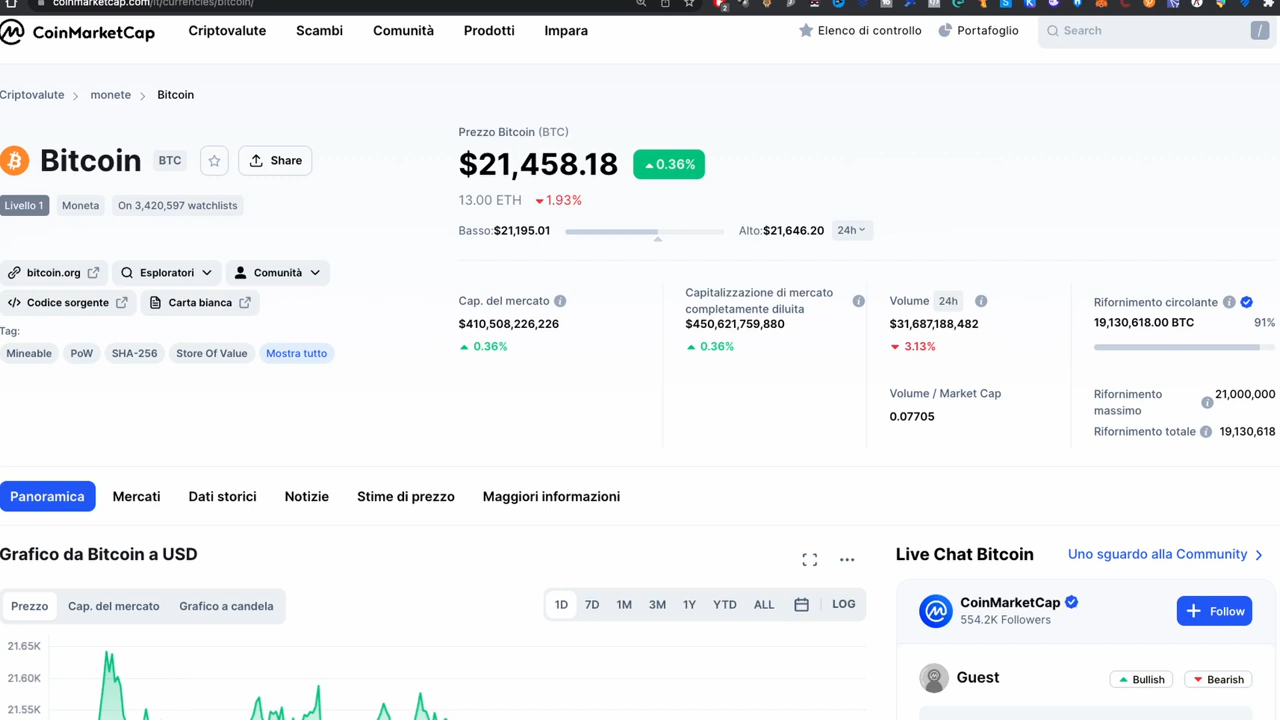 coinmarketcap.com/it/currencies/bitcoin/
CoinMarketCap
Criptovalute
Scambi
Comunità
Prodotti
Impara
Elenco di controllo
Portafoglio
Search
/
Criptovalute
monete
Bitcoin
Bitcoin
BTC
Share
Livello 1
Moneta
On 3,420,597 watchlists
bitcoin.org
Esploratori
Comunità
Codice sorgente
Carta bianca
Tag:
Mineable
PoW
SHA-256
Store Of Value
Mostra tutto
Prezzo Bitcoin (BTC)
$21,458.18
0.36%
13.00 ETH
1.93%
Basso:$21,195.01
Alto:$21,646.20
24h
Cap. del mercato
$410,508,226,226
0.36%
Capitalizzazione di mercato
completamente diluita
$450,621,759,880
0.36%
Volume 24h
$31,687,188,482
3.13%
Volume / Market Cap
0.07705
Rifornimento circolante
19,130,618.00 BTC
91%
Rifornimento
massimo
21,000,000
Rifornimento totale
19,130,618
Panoramica
Mercati
Dati storici
Notizie
Stime di prezzo
Maggiori informazioni
Grafico da Bitcoin a USD
Prezzo
Cap. del mercato
Grafico a candela
1D
7D
1M
3M
1Y
YTD
ALL
LOG
21.65K
21.60K
21.55K
Live Chat Bitcoin
Uno sguardo alla Community
CoinMarketCap
554.2K Followers
Follow
Guest
Bullish
Bearish